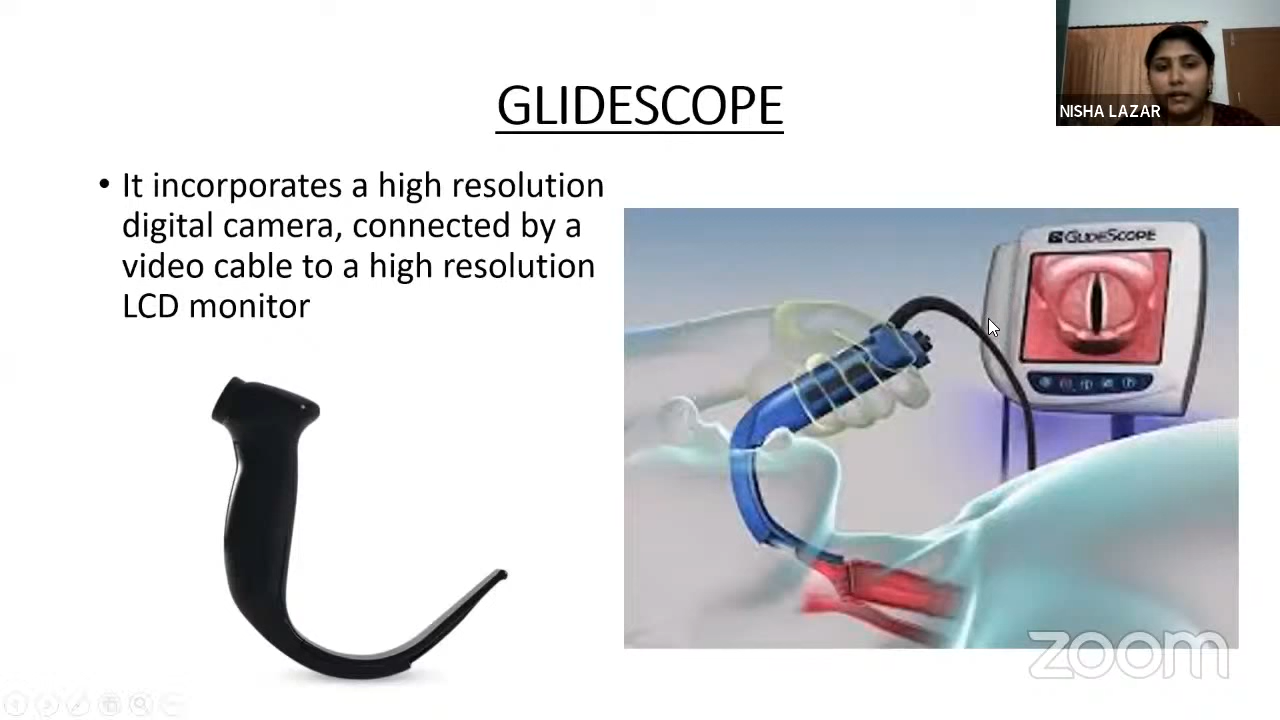 GLIDESCOPE
NISHA LAZAR
• It incorporates a high resolution
digital camera, connected by a
video cable to a high resolution
LCD monitor
GLIDESCOPE
zoom